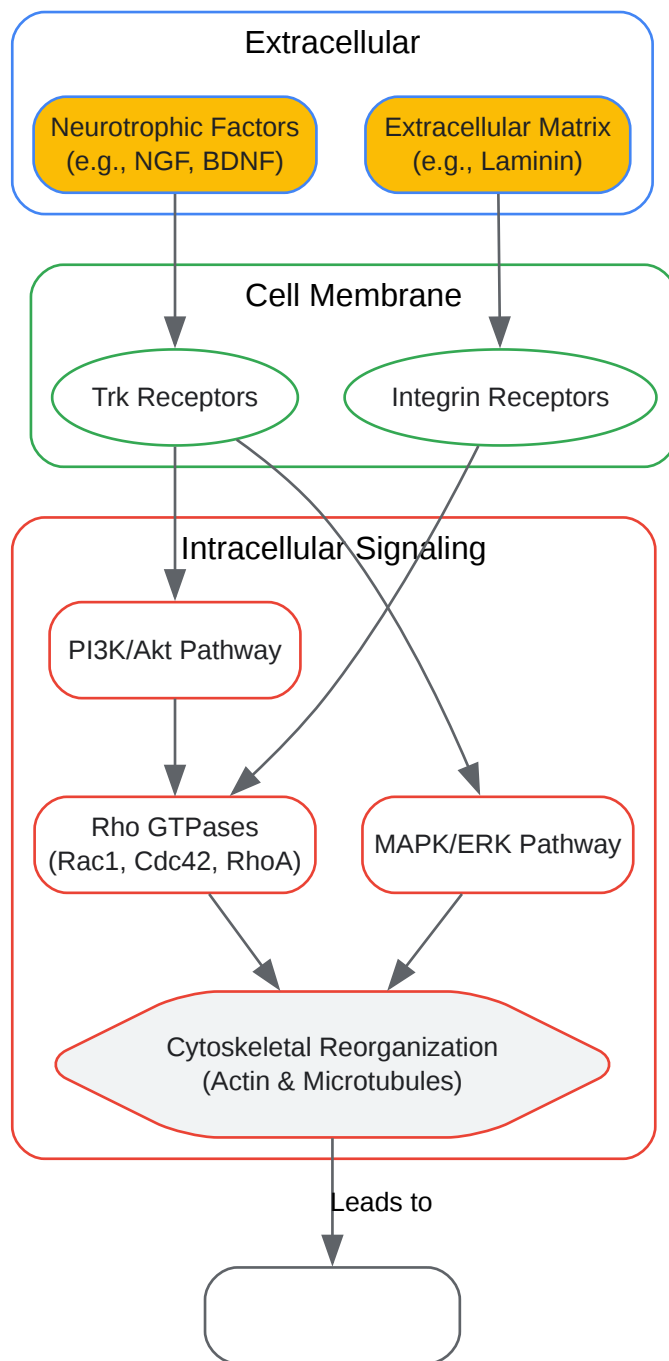 Extracellular
Neurotrophic Factors
(e.g., NGF, BDNF)
Extracellular Matrix
(e.g., Laminin)
Cell Membrane
Trk Receptors
Integrin Receptors
Intracellular Signaling
PI3K/Akt Pathway
Rho GTPases
(Rac1, Cdc42, RhoA)
MAPK/ERK Pathway
Cytoskeletal Reorganization
(Actin & Microtubules)
Leads to